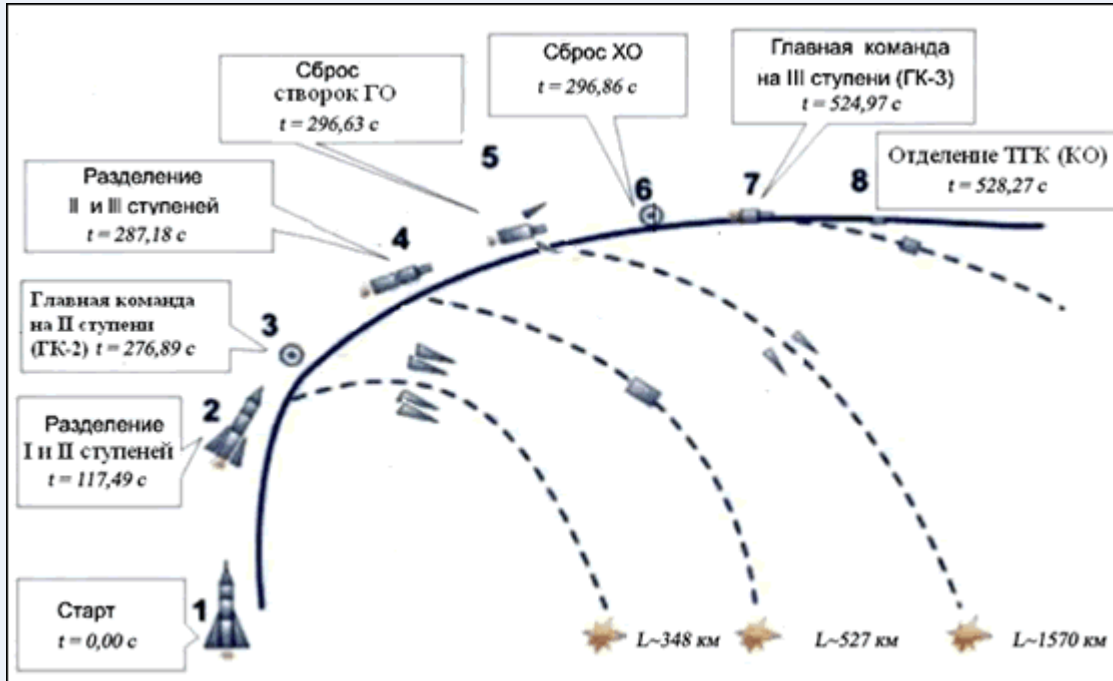 Старт
t = 0,00 с
1
Разделение
I и II ступеней
t = 117,49 с
2
Главная команда
на II ступени
(ГК-2) t = 276,89 с
3
Разделение
II и III ступеней
t = 287,18 с
4
Сброс
створок ГО
t = 296,63 с
5
Сброс ХО
t = 296,86 с
6
Главная команда
на III ступени (ГК-3)
t = 524,97 с
7
Отделение ТГК (КО)
t = 528,27 с
8
L~348 км
L~527 км
L~1570 км